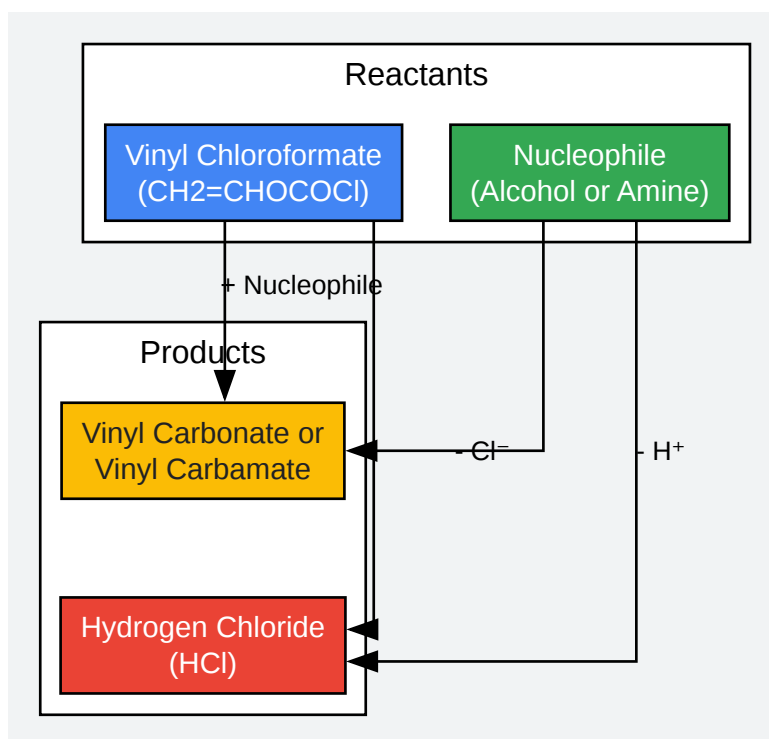 Reactants
Vinyl Chloroformate
(CH2=CHOCOCl)
Nucleophile
(Alcohol or Amine)
+ Nucleophile
Products
Vinyl Carbonate or
Vinyl Carbamate
- Cl⁻
- H⁺
Hydrogen Chloride
(HCl)